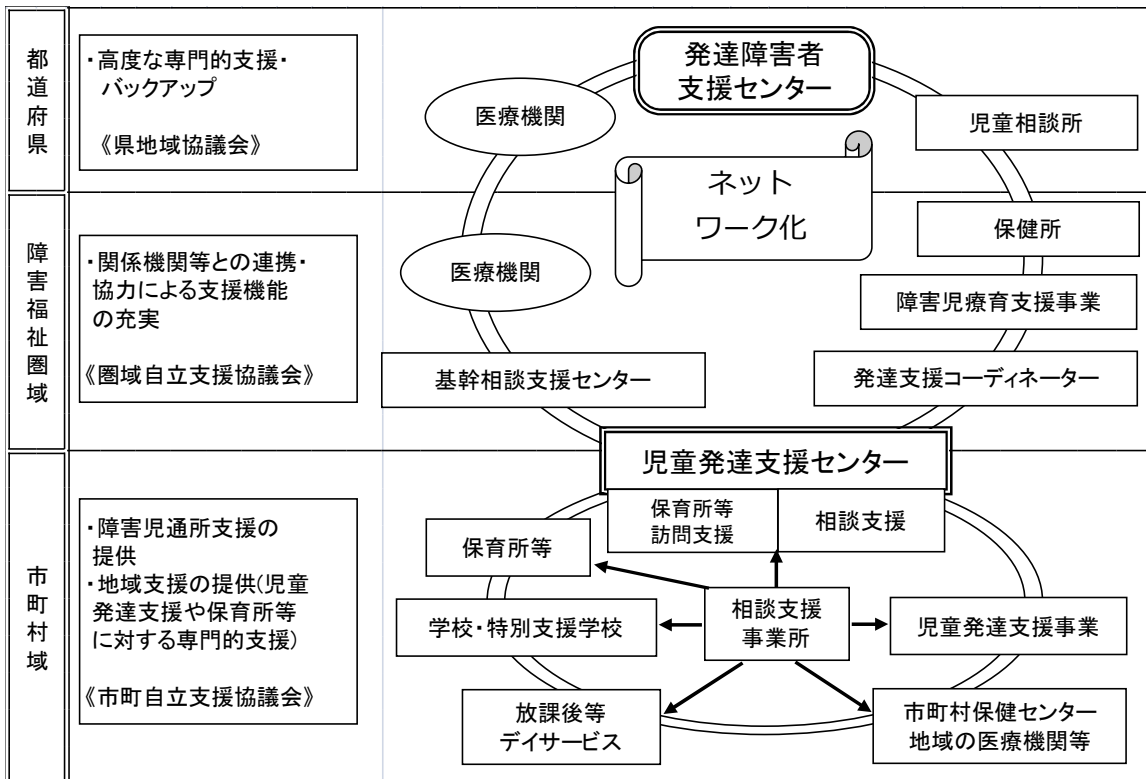 都道府県
・高度な専門的支援・
バックアップ
《県地域協議会》
発達障害者
支援センター
医療機関
児童相談所
ネット
ワーク化
障害福祉圏域
・関係機関等との連携・
協力による支援機能
の充実
《圏域自立支援協議会》
保健所
医療機関
障害児療育支援事業
基幹相談支援センター
発達支援コーディネーター
児童発達支援センター
保育所等
訪問支援
相談支援
市町村域
・障害児通所支援の
提供
・地域支援の提供(児童
発達支援や保育所等
に対する専門的支援)
《市町自立支援協議会》
保育所等
学校・特別支援学校
相談支援
事業所
児童発達支援事業
放課後等
デイサービス
市町村保健センター
地域の医療機関等